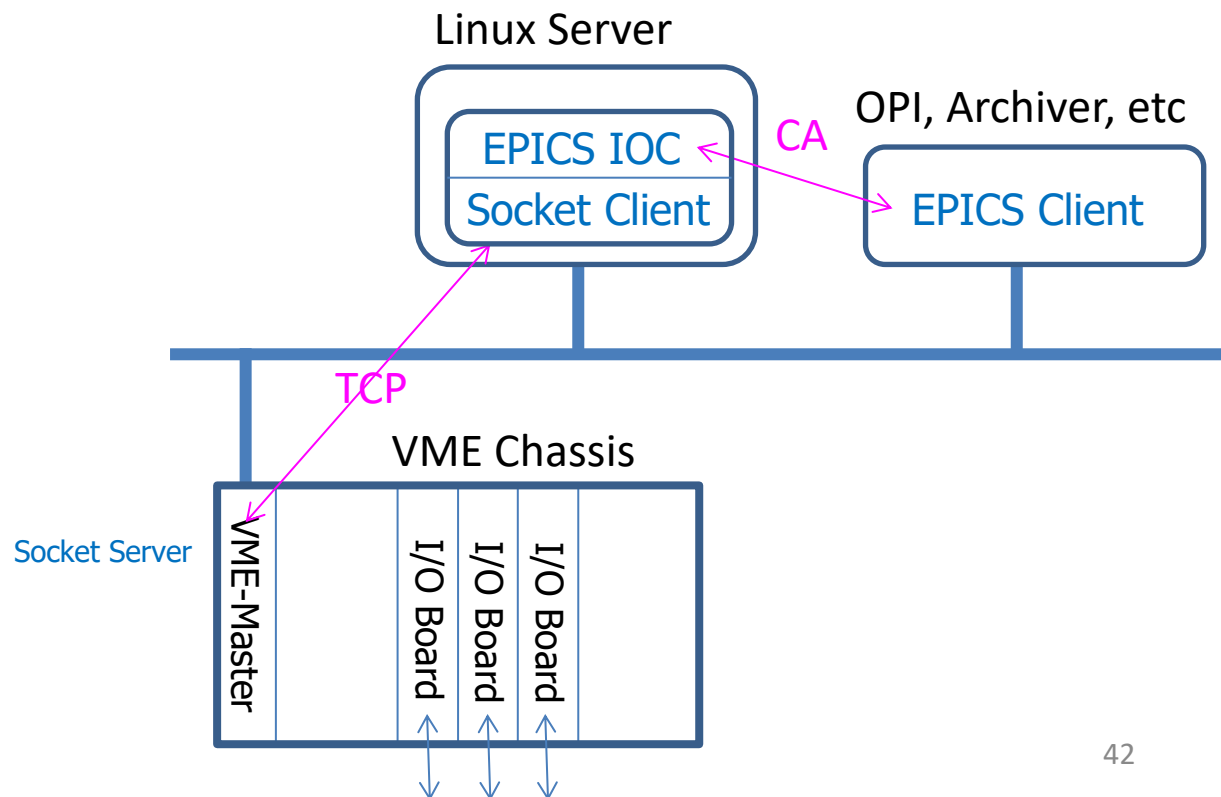 Linux Server
OPI, Archiver, etc
EPICS IOC
CA
Socket Client
EPICS Client
TCP
VME Chassis
Socket Server
VME-Master
I/O Board
I/O Board
I/O Board
42